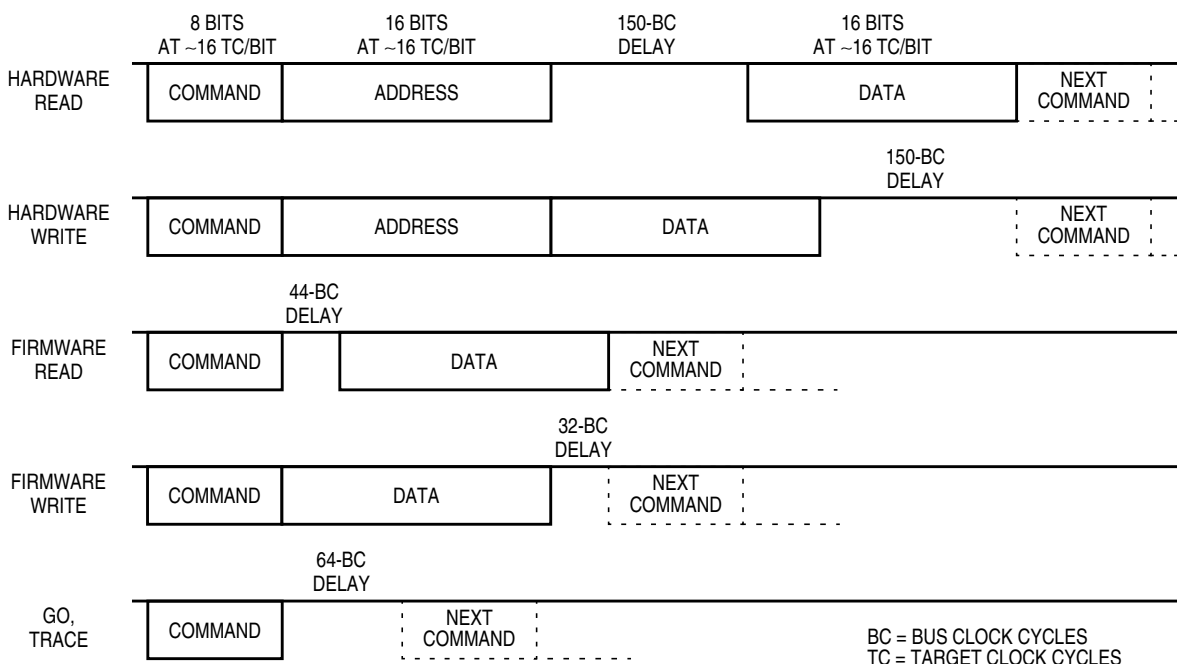 8 BITS
AT ~16 TC/BIT
16 BITS
AT ~16 TC/BIT
150-BC
DELAY
16 BITS
AT ~16 TC/BIT
HARDWARE
READ
COMMAND
ADDRESS
DATA
NEXT
COMMAND
150-BC
DELAY
HARDWARE
WRITE
COMMAND
ADDRESS
DATA
NEXT
COMMAND
44-BC
DELAY
FIRMWARE
READ
COMMAND
DATA
NEXT
COMMAND
32-BC
DELAY
FIRMWARE
WRITE
COMMAND
DATA
NEXT
COMMAND
64-BC
DELAY
GO,
TRACE
COMMAND
NEXT
COMMAND
BC = BUS CLOCK CYCLES
TC = TARGET CLOCK CYCLES